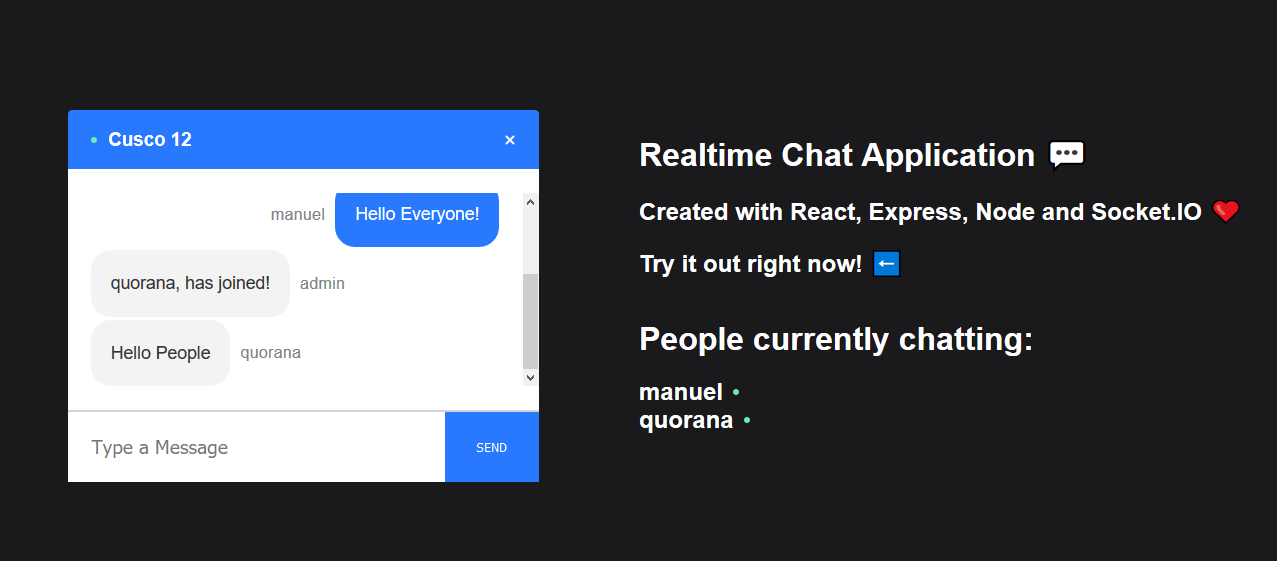 Cusco 12 ×
manuel Hello Everyone!
quorana, has joined! admin
Hello People quorana
Type a Message SEND
Realtime Chat Application 💬
Created with React, Express, Node and Socket.IO ❤️
Try it out right now! ⬅️
People currently chatting:
manuel
quorana